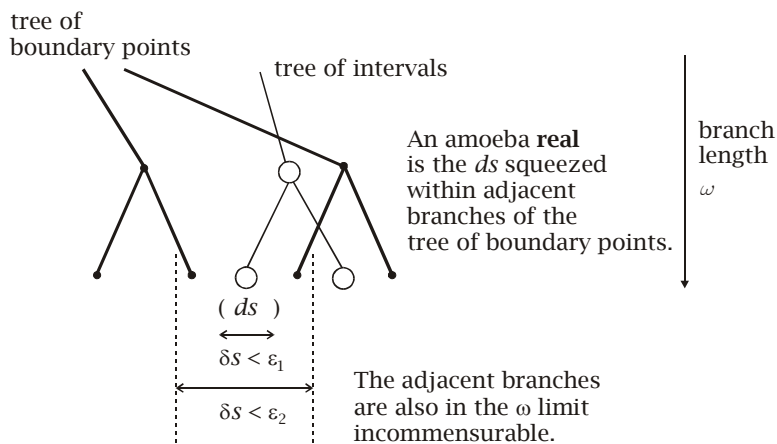 tree of
boundary points
tree of intervals
An amoeba real
is the ds squeezed
within adjacent
branches of the
tree of boundary points.
branch
length
ω
( ds )
δs < ε₁
δs < ε₂
The adjacent branches
are also in the ω limit
incommensurable.